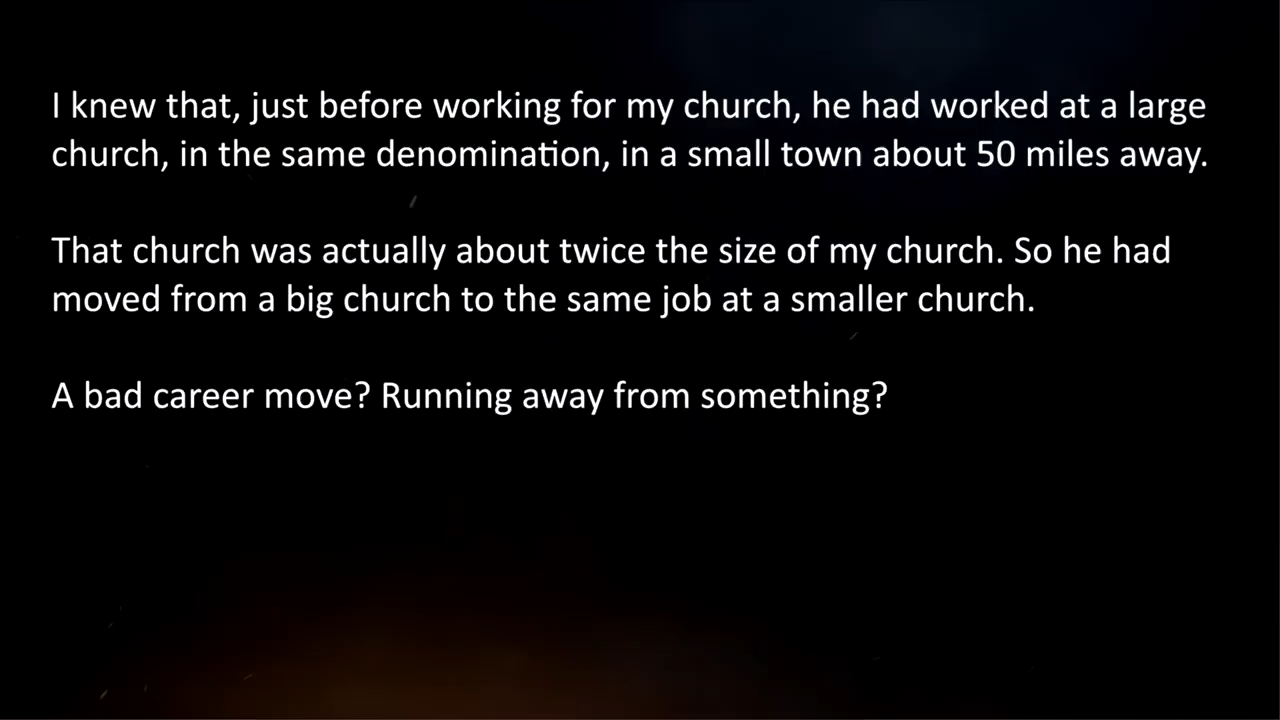 I knew that, just before working for my church, he had worked at a large
church, in the same denomination, in a small town about 50 miles away.
That church was actually about twice the size of my church. So he had
moved from a big church to the same job at a smaller church.
A bad career move? Running away from something?